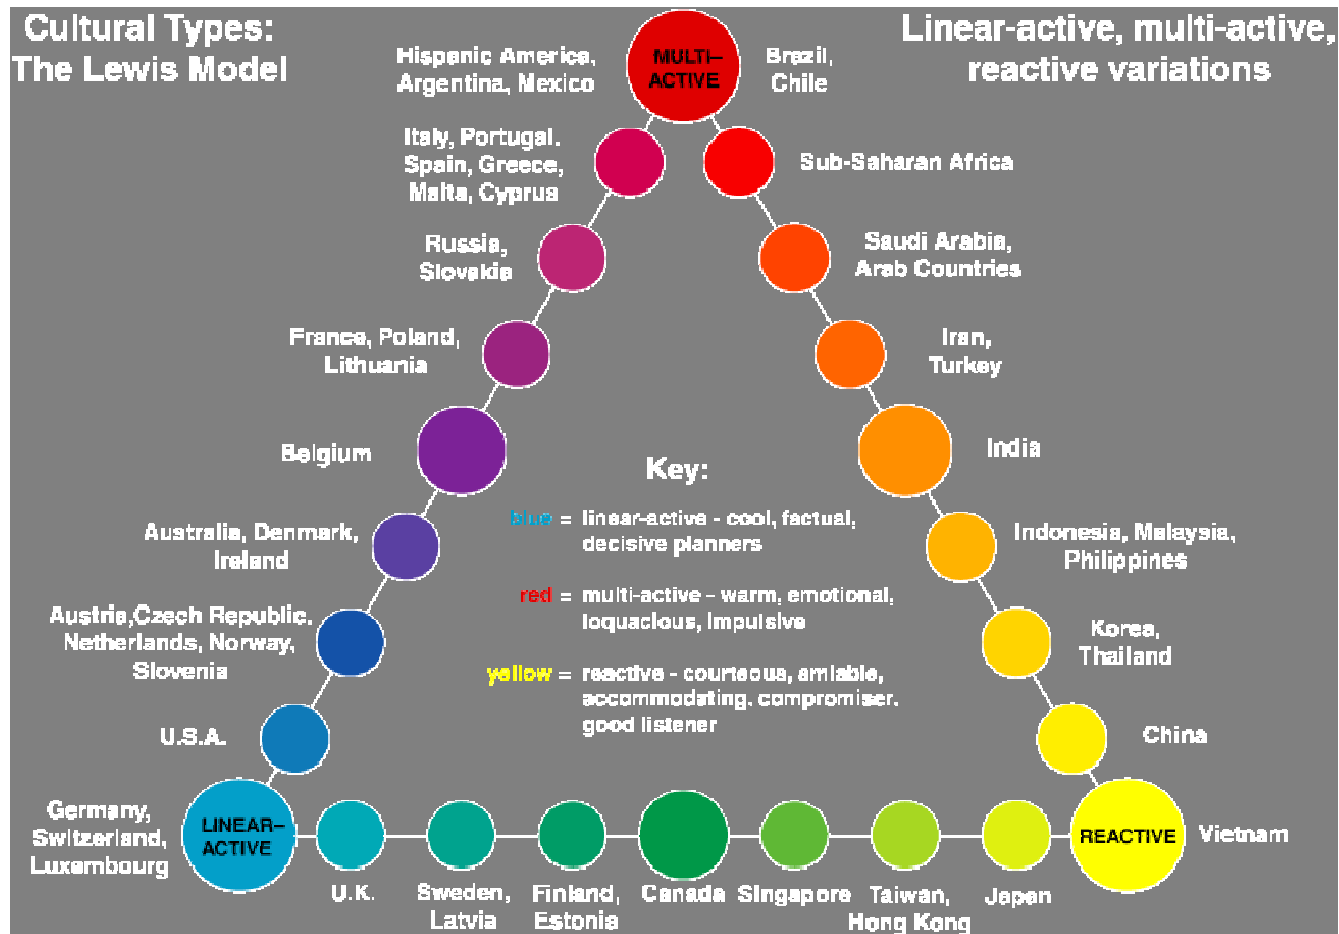 Cultural Types:
The Lewis Model
Linear-active, multi-active,
reactive variations
Hispanic America,
Argentina, Mexico
MULTI-
ACTIVE
Brazil,
Chile
Italy, Portugal.
Spain, Greece,
Malta, Cyprus
Sub-Saharan Africa
Russia,
Slovakia
Saudi Arabia,
Arab Countries
France, Poland,
Lithuania
Iran,
Turkey
Belgium
India
Key:
blue = linear-active - cool, factual,
decisive planners
red = multi-active - warm, emotional,
loquacious, impulsive
yellow = reactive - courteous, amiable,
accommodating. compromiser.
good listener
Australia, Denmark,
Ireland
Indonesia, Malaysia,
Philippines
Austria,Czech Republic.
Netherlands, Norway,
Slovenia
Korea,
Thailand
U.S.A.
China
Germany,
Switzerland,
Luxembourg
LINEAR-
ACTIVE
REACTIVE
Vietnam
U.K.
Sweden,
Latvia
Finland,
Estonia
Canada
Singapore
Taiwan,
Hong Kong
Japan